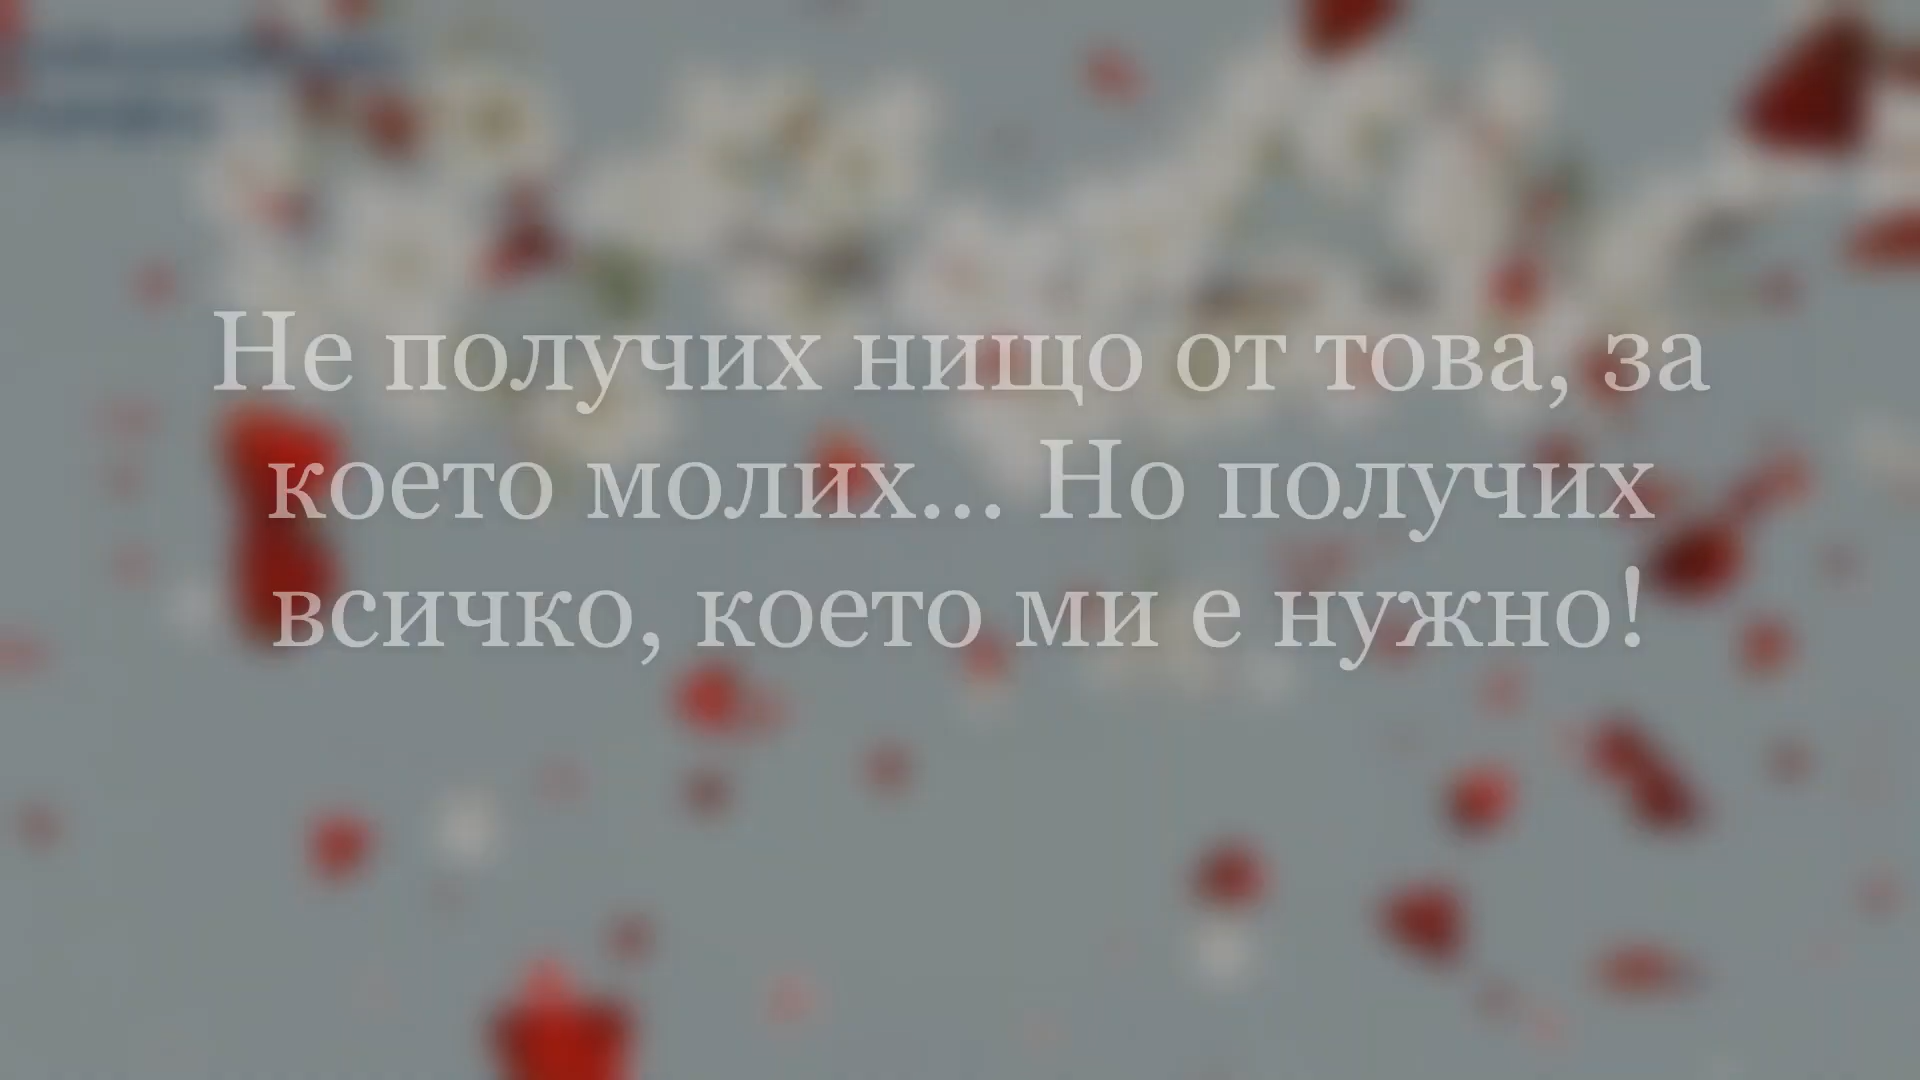 Не получих нищо от това, за
което молих... Но получих
всичко, което ми е нужно!